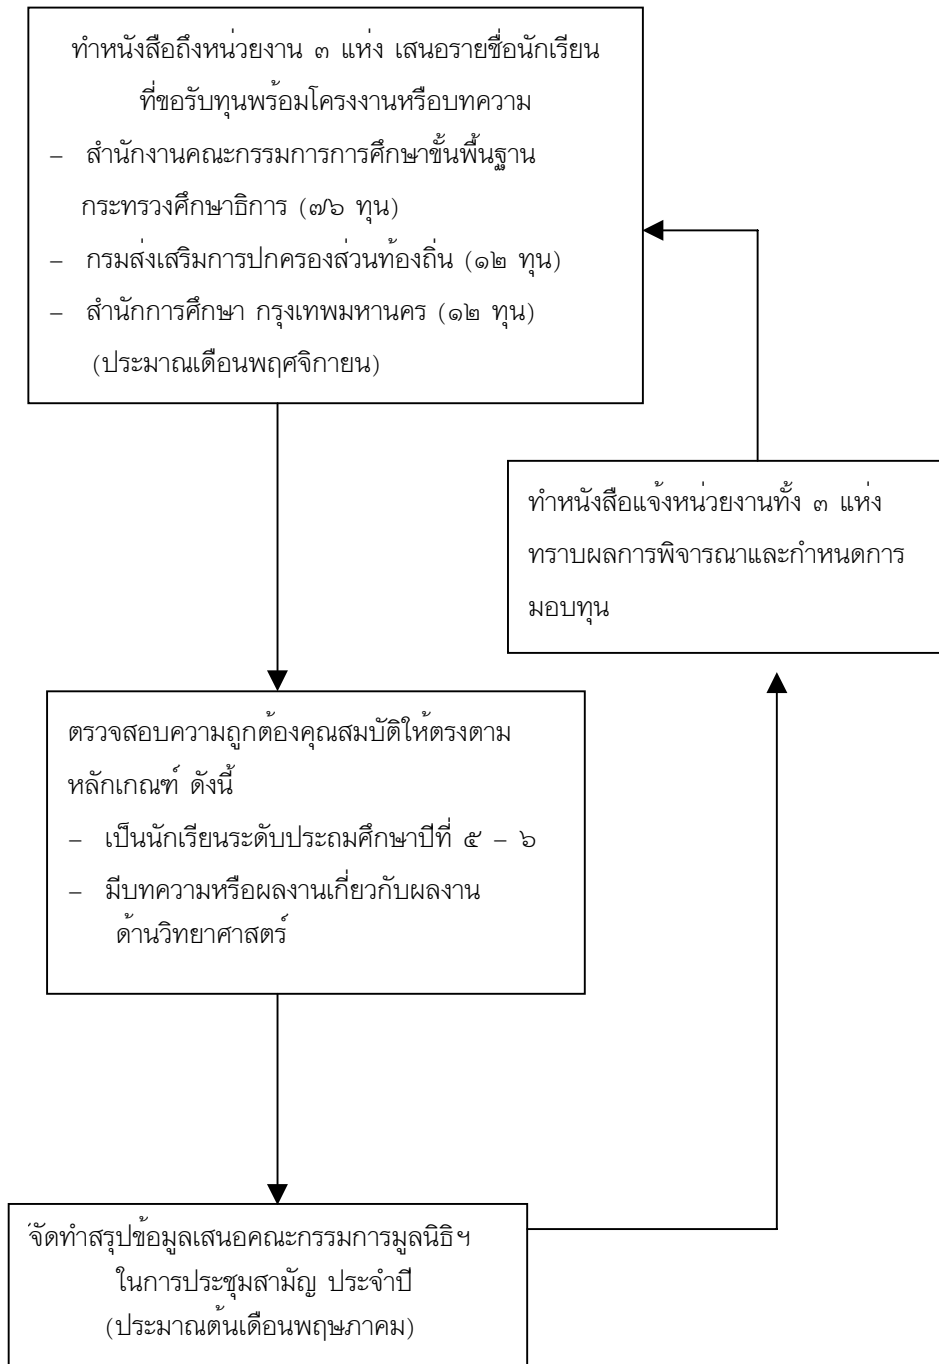 ทำหนังสือถึงหน่วยงาน ๓ แห่ง เสนอรายชื่อนักเรียน
ที่ขอรับทุนพร้อมโครงงานหรือบทความ
– สำนักงานคณะกรรมการการศึกษาขั้นพื้นฐาน
กระทรวงศึกษาธิการ (๗๖ ทุน)
– กรมส่งเสริมการปกครองส่วนท้องถิ่น (๑๒ ทุน)
– สำนักการศึกษา กรุงเทพมหานคร (๑๒ ทุน)
(ประมาณเดือนพฤศจิกายน)
ทำหนังสือแจ้งหน่วยงานทั้ง ๓ แห่ง
ทราบผลการพิจารณาและกำหนดการ
มอบทุน
ตรวจสอบความถูกต้องคุณสมบัติให้ตรงตาม
หลักเกณฑ์ ดังนี้
– เป็นนักเรียนระดับประถมศึกษาปีที่ ๕ – ๖
– มีบทความหรือผลงานเกี่ยวกับผลงาน
ด้านวิทยาศาสตร์
จัดทำสรุปข้อมูลเสนอคณะกรรมการมูลนิธิฯ
ในการประชุมสามัญ ประจำปี
(ประมาณต้นเดือนพฤษภาคม)